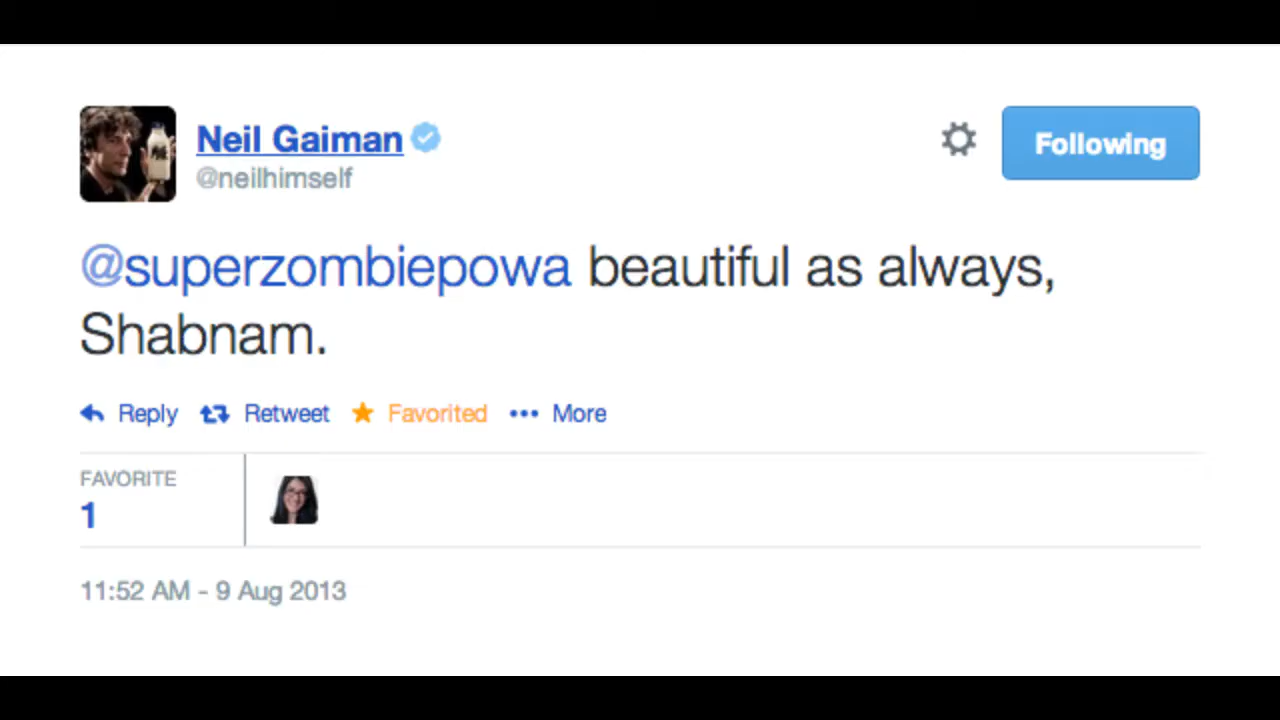 Neil Gaiman
@neilhimself
Following
@superzombiepowa beautiful as always,
Shabnam.
Reply Retweet Favorited More
FAVORITE
1
11:52 AM - 9 Aug 2013